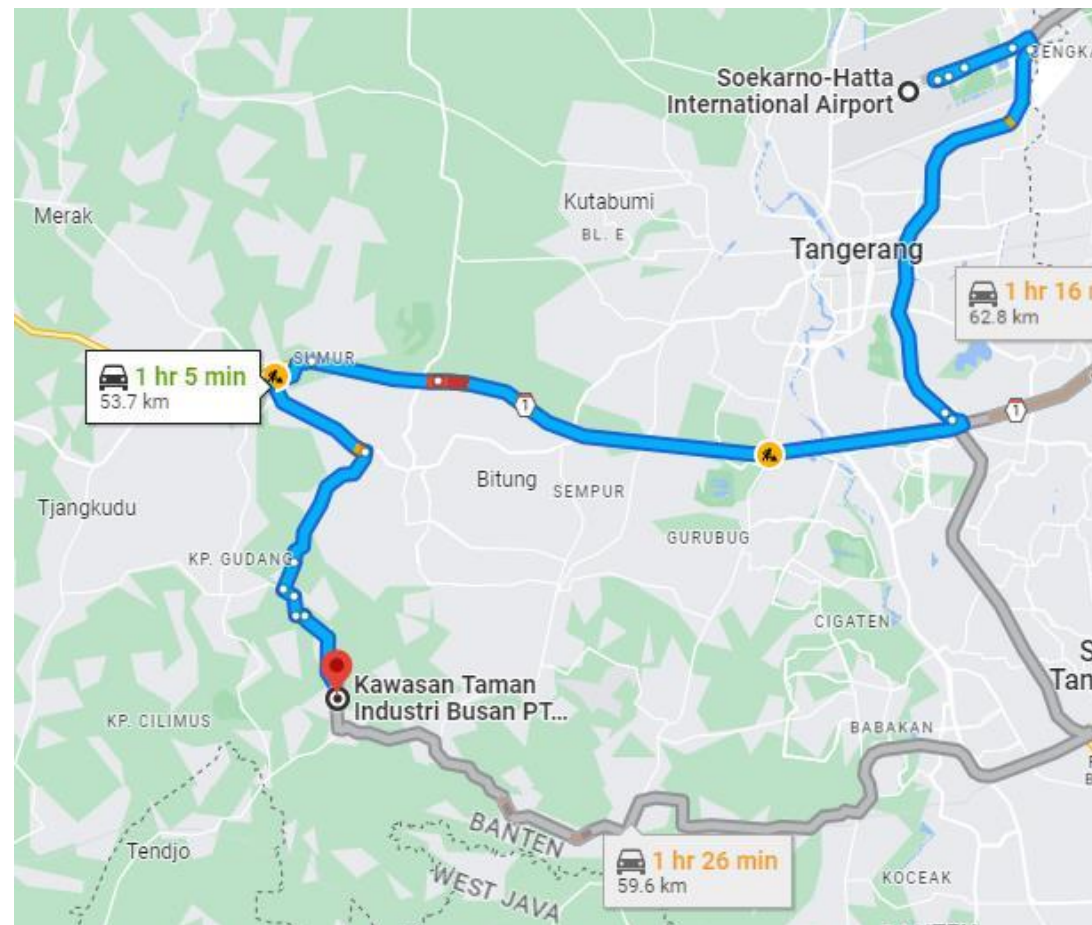 Soekarno-Hatta
International Airport
Merak
Kutabumi
BL. E
Tangerang
1 hr 16
62.8 km
1 hr 5 min
53.7 km
SUMUR
1
1
Bitung
SEMPUR
Tjangkudu
GURUBUG
KP. GUDANG
CIGATEN
Kawasan Taman
Industri Busan PT...
KP. CILIMUS
BABAKAN
BANTEN
Tendjo
1 hr 26 min
59.6 km
WEST JAVA
KOCEAK